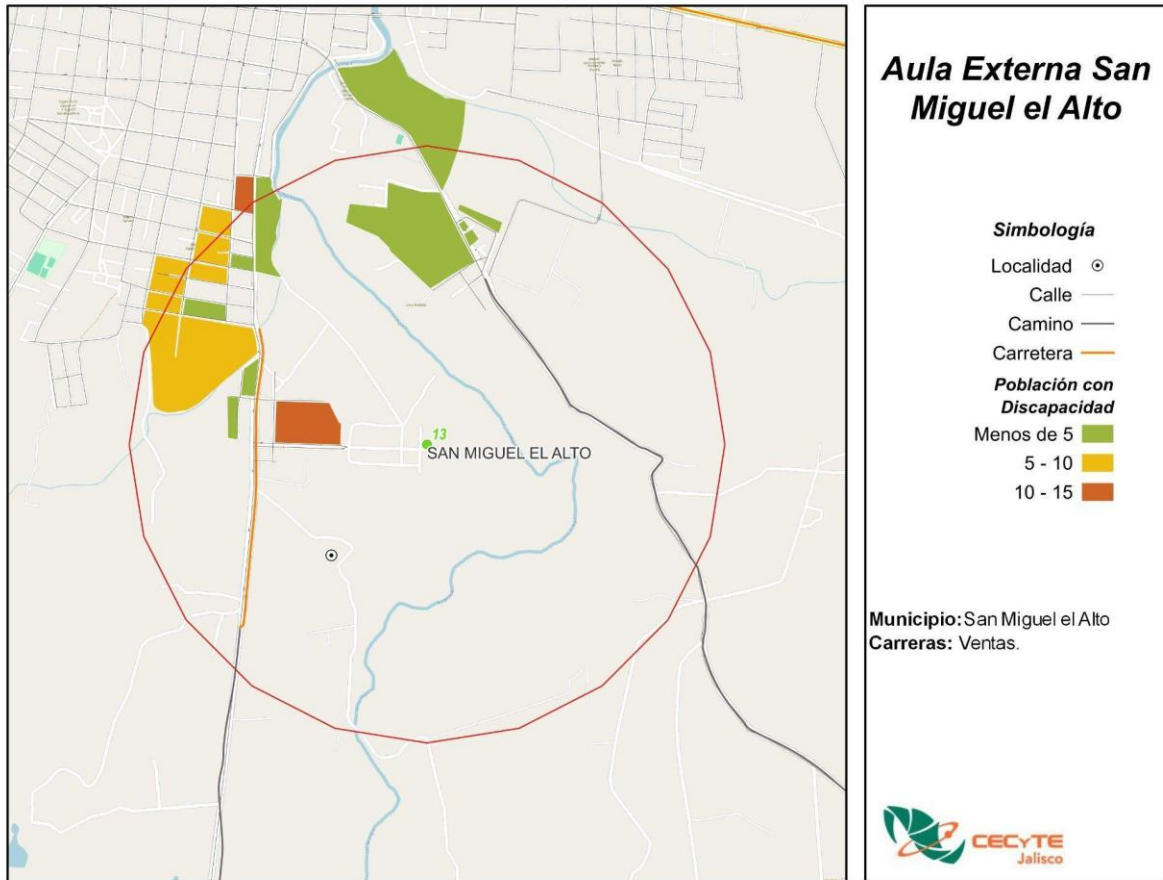 13
SAN MIGUEL EL ALTO
Aula Externa San
Miguel el Alto
Simbología
Localidad
Calle
Camino
Carretera
Población con
Discapacidad
Menos de 5
5 - 10
10 - 15
Municipio: San Miguel el Alto
Carreras: Ventas.
CECyTE
Jalisco